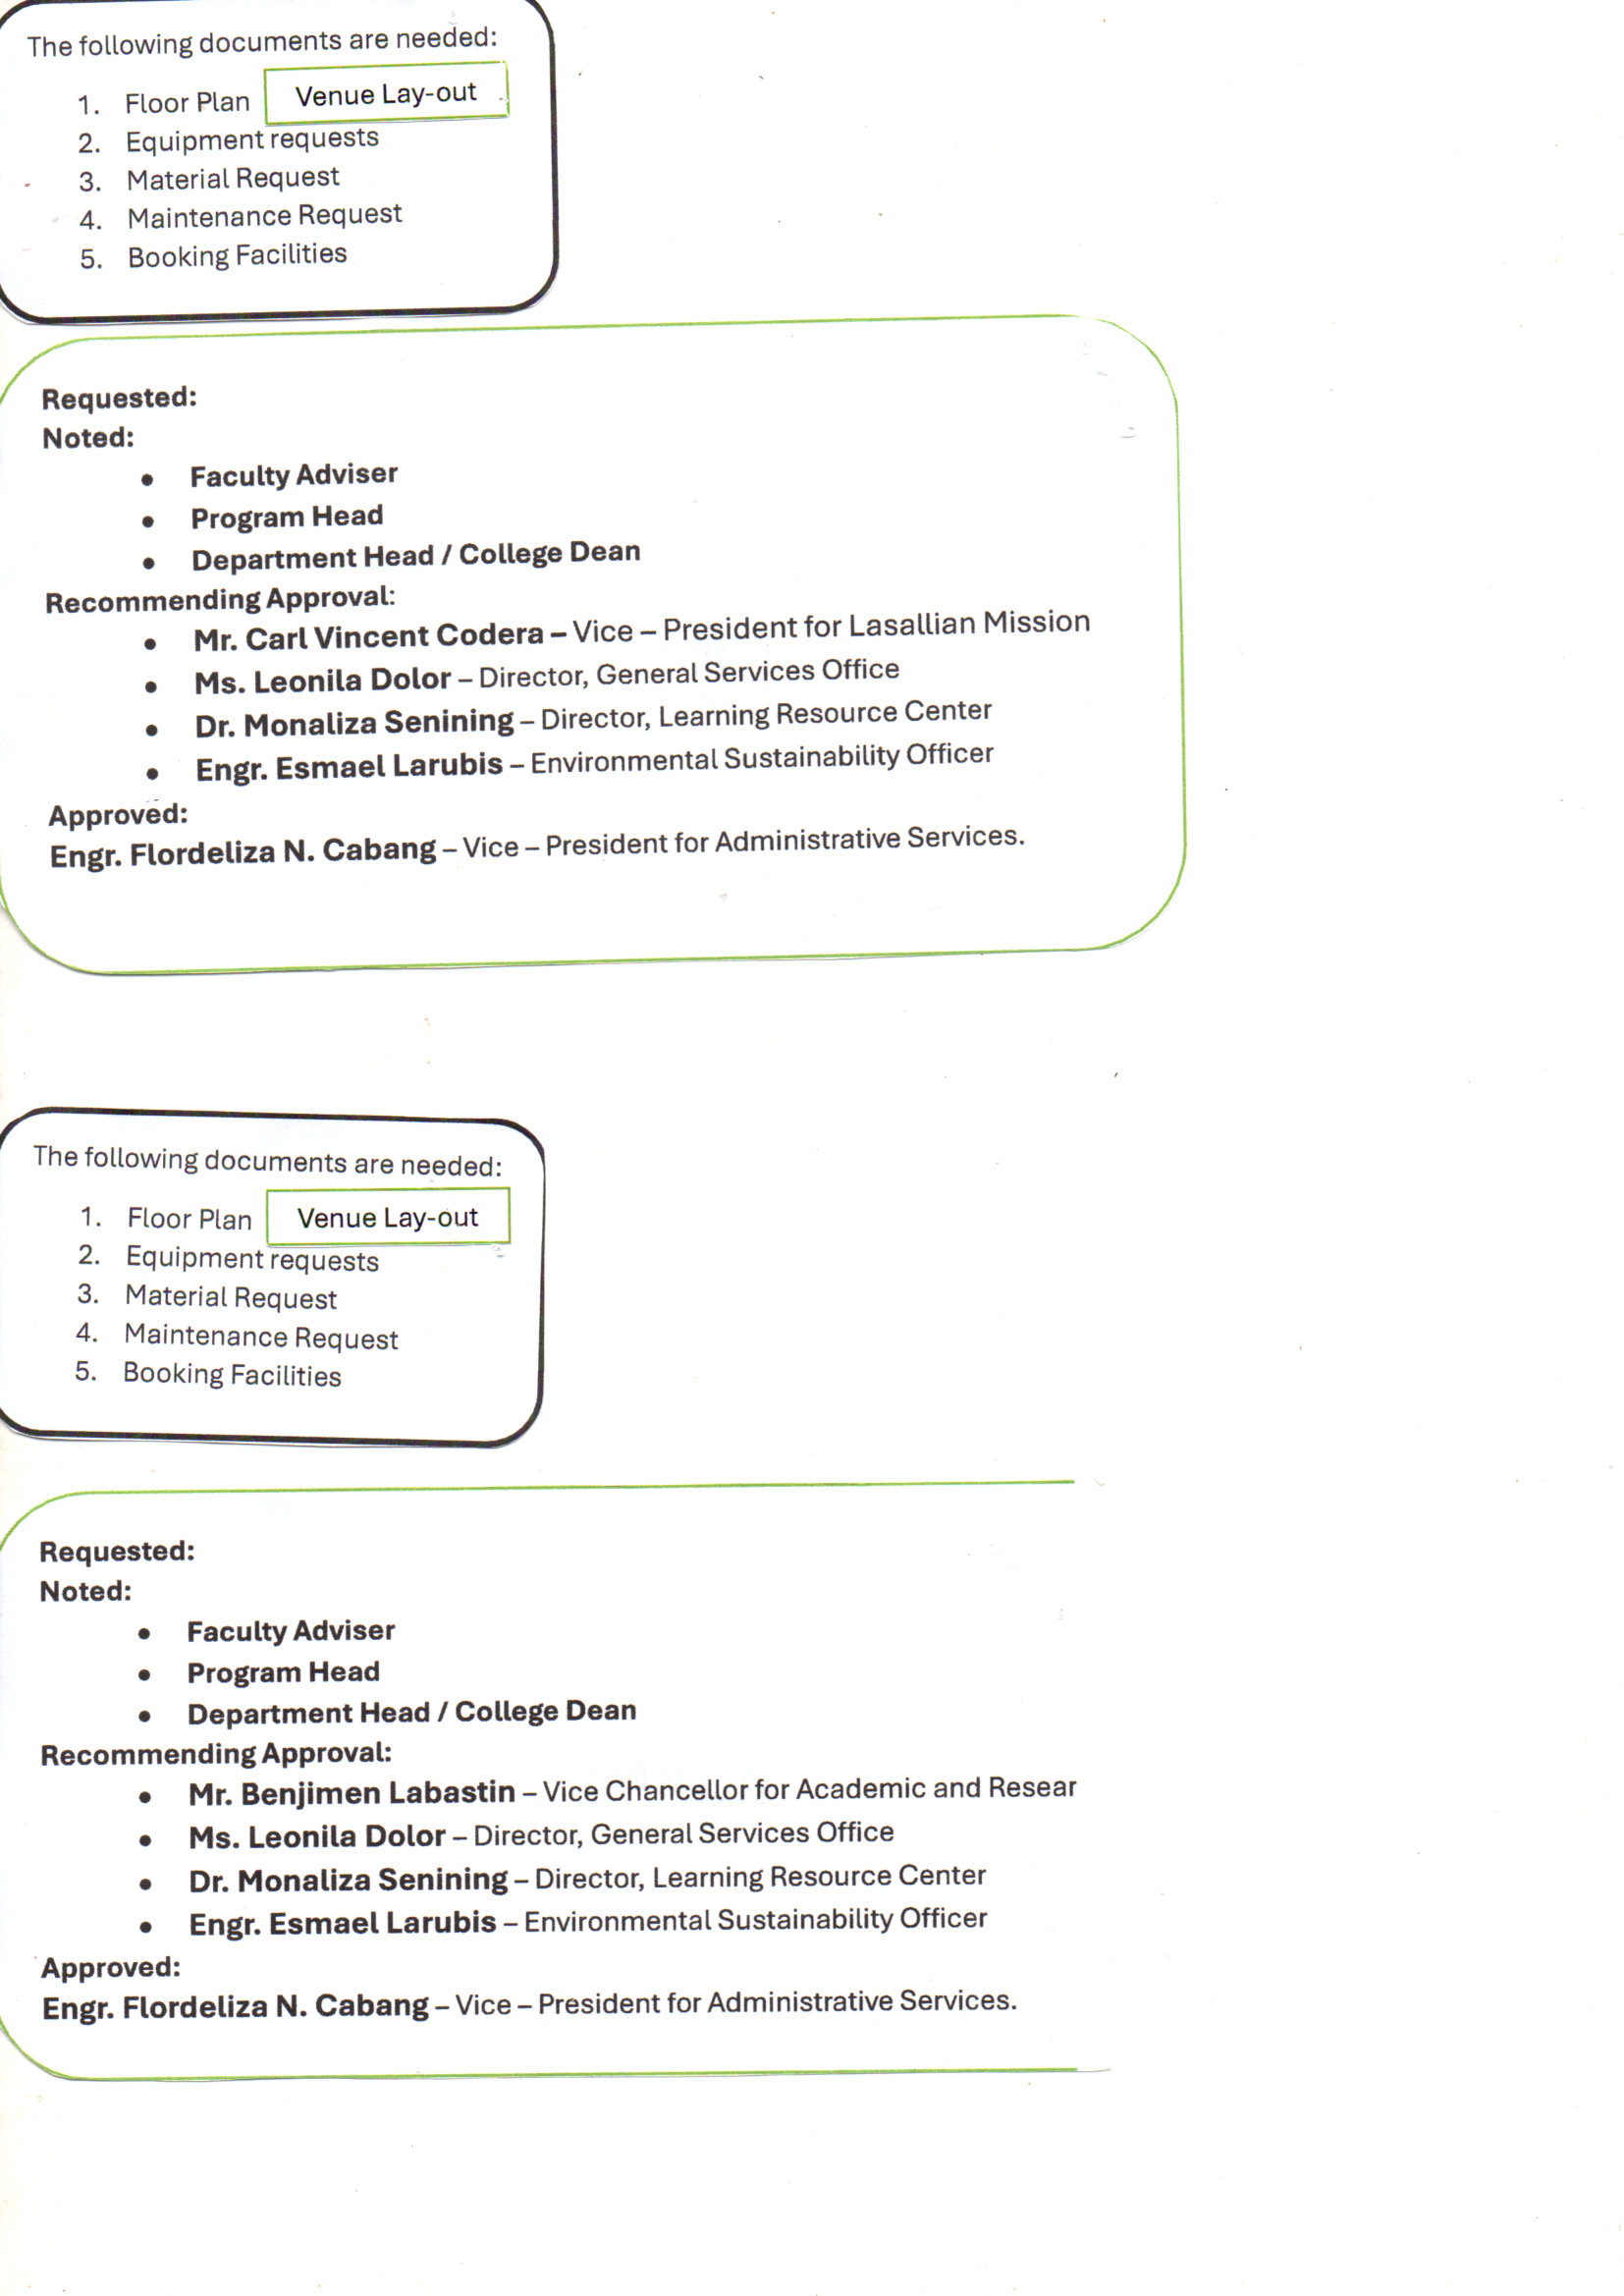 The following documents are needed:
1. Floor Plan Venue Lay-out
2. Equipment requests
3. Material Request
4. Maintenance Request
5. Booking Facilities
Requested:
Noted:
• Faculty Adviser
• Program Head
• Department Head / College Dean
Recommending Approval:
• Mr. Carl Vincent Codera – Vice – President for Lasallian Mission
• Ms. Leonila Dolor – Director, General Services Office
• Dr. Monaliza Senining – Director, Learning Resource Center
• Engr. Esmael Larubis – Environmental Sustainability Officer
Approved:
Engr. Flordeliza N. Cabang – Vice – President for Administrative Services.
The following documents are needed:
1. Floor Plan Venue Lay-out
2. Equipment requests
3. Material Request
4. Maintenance Request
5. Booking Facilities
Requested:
Noted:
• Faculty Adviser
• Program Head
• Department Head / College Dean
Recommending Approval:
• Mr. Benjimen Labastin – Vice Chancellor for Academic and Resear
• Ms. Leonila Dolor – Director, General Services Office
• Dr. Monaliza Senining – Director, Learning Resource Center
• Engr. Esmael Larubis – Environmental Sustainability Officer
Approved:
Engr. Flordeliza N. Cabang – Vice – President for Administrative Services.